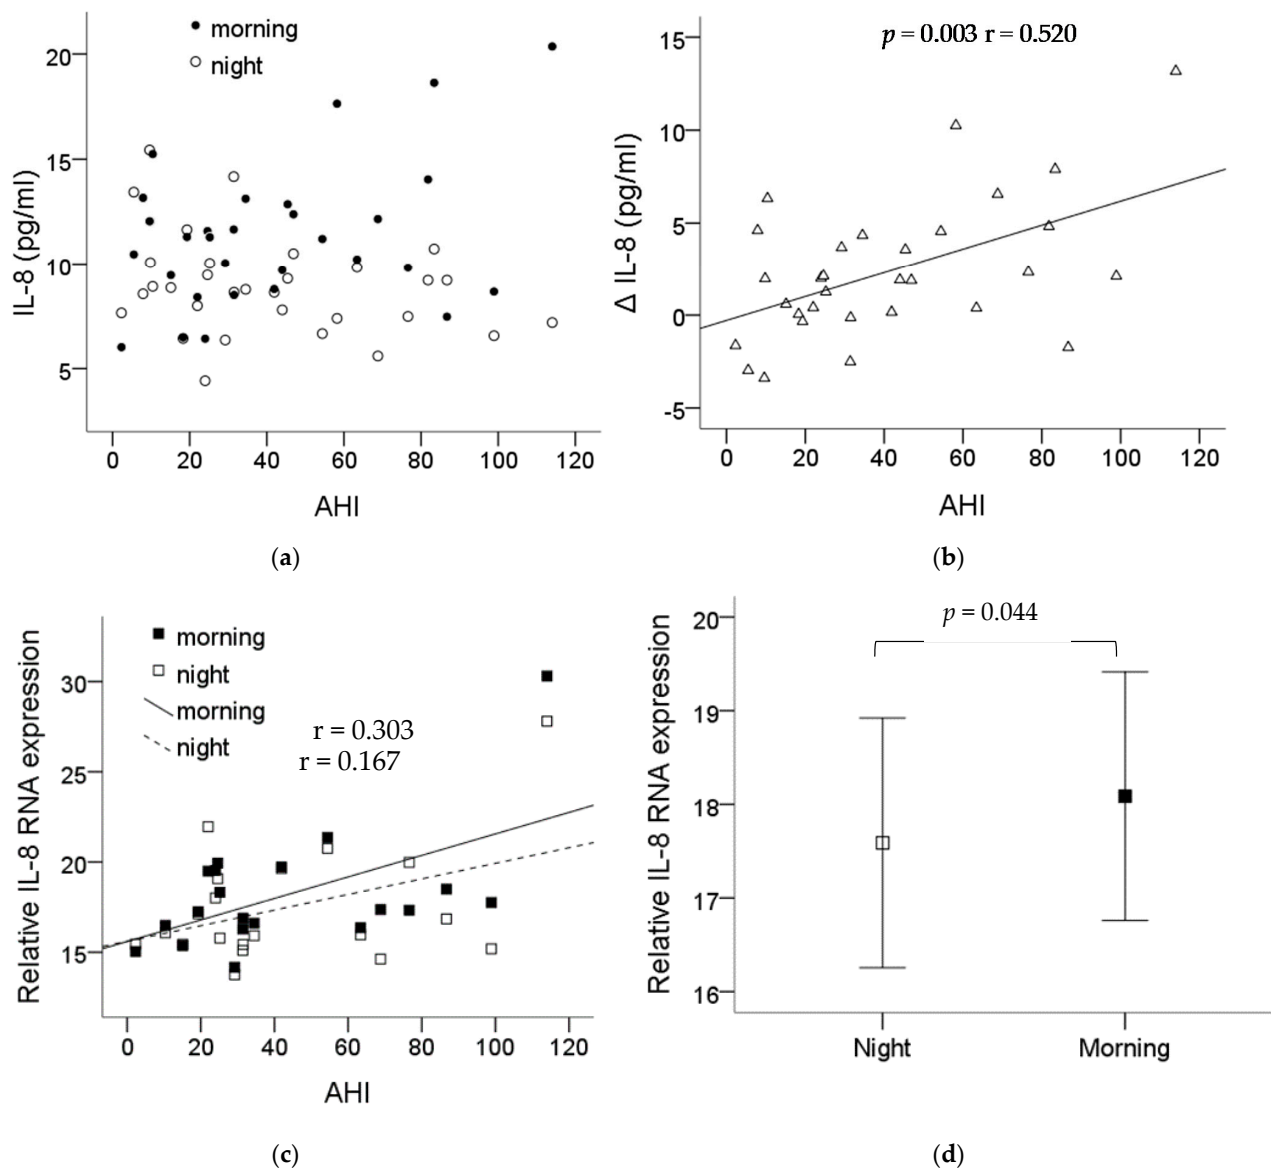 morning
night
20
15
10
5
IL-8 (pg/ml)
0 20 40 60 80 100 120
AHI
(a)
p = 0.003 r = 0.520
15
10
5
0
-5
Δ IL-8 (pg/ml)
0 20 40 60 80 100 120
AHI
(b)
morning
night
morning
night
r = 0.303
r = 0.167
30
25
20
15
Relative IL-8 RNA expression
0 20 40 60 80 100 120
AHI
(c)
p = 0.044
20
19
18
17
16
Relative IL-8 RNA expression
Night Morning
(d)